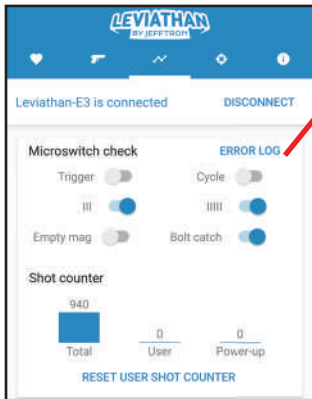 LEVIATHAN
BY JEFFTRON
Leviathan-E3 is connected DISCONNECT
Microswitch check ERROR LOG
Trigger Cycle
III IIIII
Empty mag Bolt catch
Shot counter
940 0 0
Total User Power-up
RESET USER SHOT COUNTER